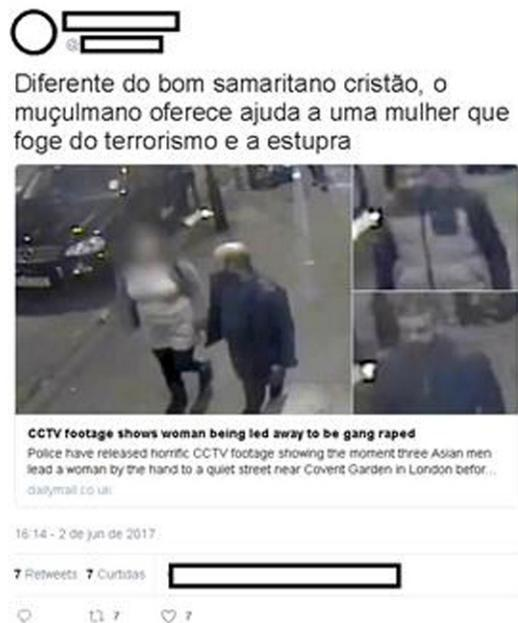 @
Diferente do bom samaritano cristão, o
muçulmano oferece ajuda a uma mulher que
foge do terrorismo e a estupra
CCTV footage shows woman being led away to be gang raped
Police have released horrific CCTV footage showing the moment three Asian men
lead a woman by the hand to a quiet street near Covent Garden in London befor...
dailymail.co.uk
16:14 - 2 de jun de 2017
7 Retweets 7 Curtidas
7 7